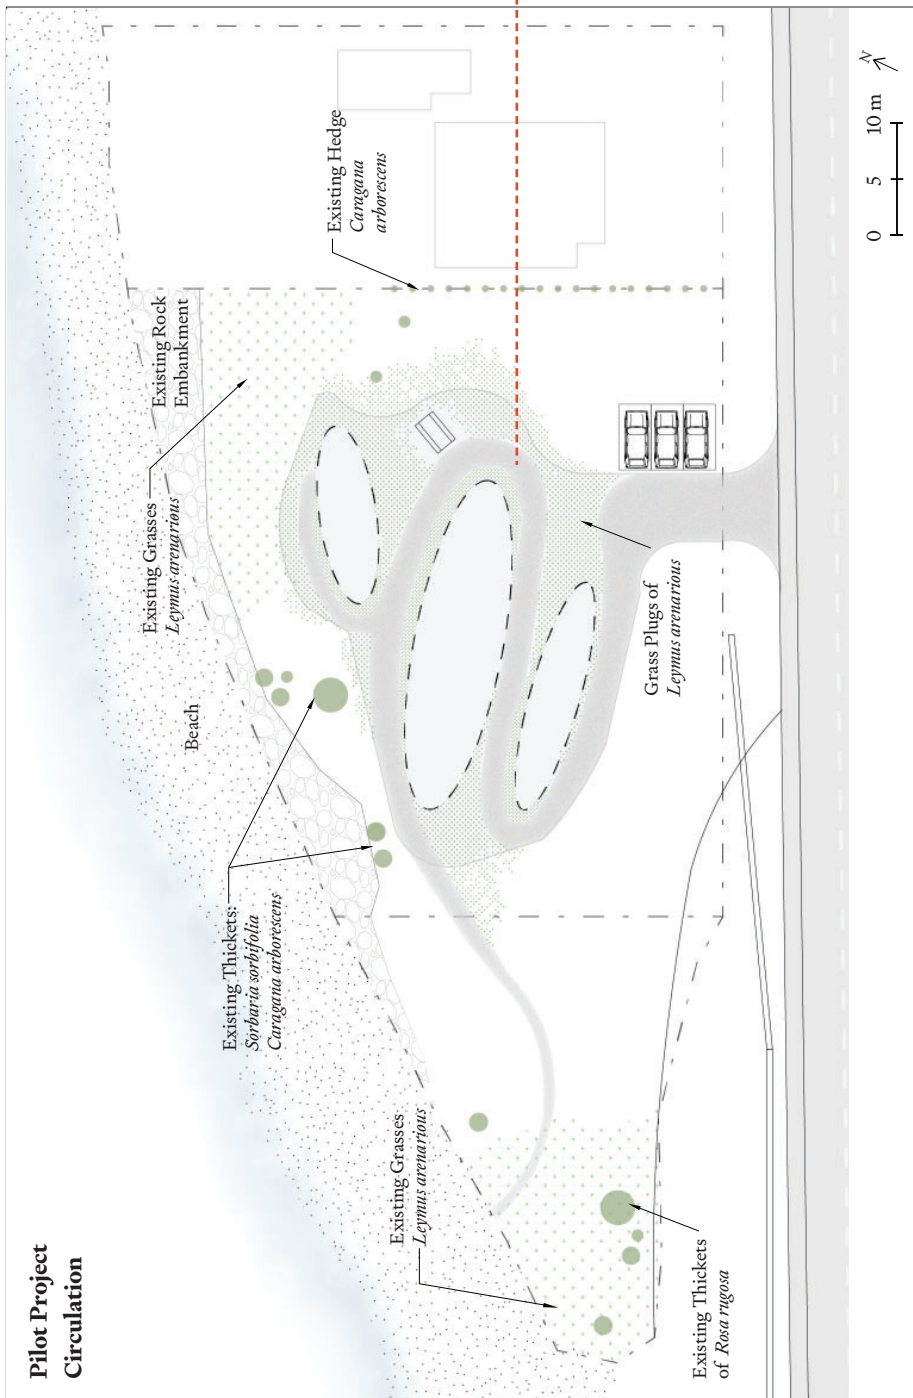 Pilot Project
Circulation
Existing Grasses
Leymus arenarious
Existing Thickets
of Rosa rugosa
Existing Thickets:
Sorbaria sorbifolia
Caragana arborescens
Beach
Existing Grasses
Leymus arenarious
Existing Rock
Embankment
Existing Hedge
Caragana
arborescens
Grass Plugs of
Leymus arenarious
0 5 10 m
N